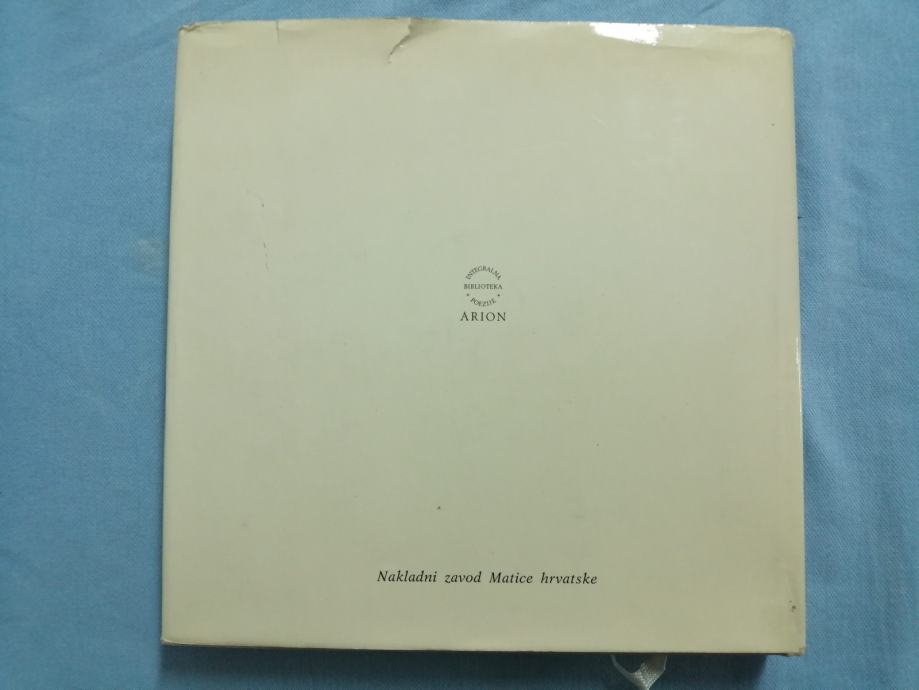 INTEGRALNA
BIBLIOTEKA
• POEZIJE •
ARION
Nakladni zavod Matice hrvatske